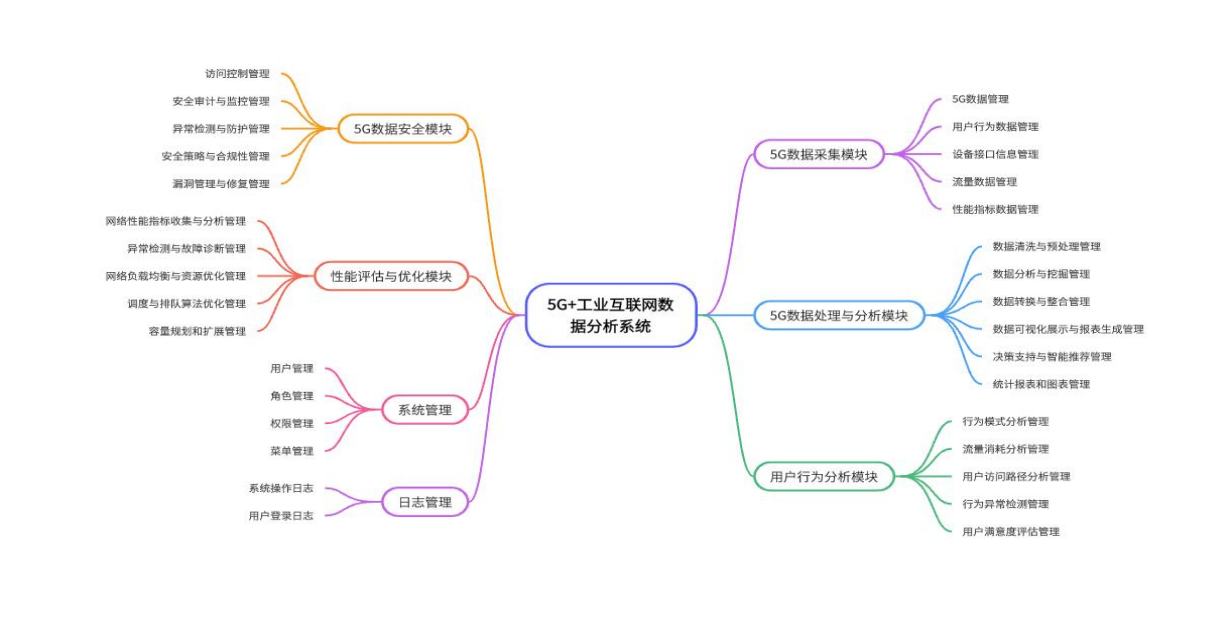 5G+工业互联网数
据分析系统
5G数据安全模块
访问控制管理
安全审计与监控管理
异常检测与防护管理
安全策略与合规性管理
漏洞管理与修复管理
性能评估与优化模块
网络性能指标收集与分析管理
异常检测与故障诊断管理
网络负载均衡与资源优化管理
调度与排队算法优化管理
容量规划和扩展管理
系统管理
用户管理
角色管理
权限管理
菜单管理
日志管理
系统操作日志
用户登录日志
5G数据采集模块
5G数据管理
用户行为数据管理
设备接口信息管理
流量数据管理
性能指标数据管理
5G数据处理与分析模块
数据清洗与预处理管理
数据分析与挖掘管理
数据转换与整合管理
数据可视化展示与报表生成管理
决策支持与智能推荐管理
统计报表和图表管理
用户行为分析模块
行为模式分析管理
流量消耗分析管理
用户访问路径分析管理
行为异常检测管理
用户满意度评估管理